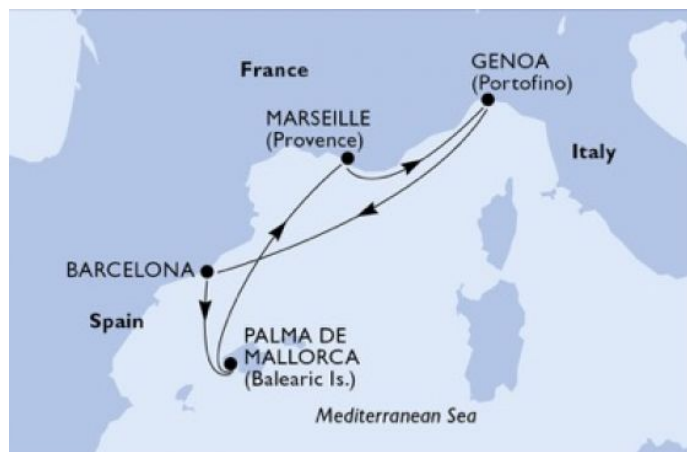 GENOA
(Portofino)
France
MARSEILLE
(Provence)
Italy
BARCELONA
Spain
PALMA DE
MALLORCA
(Balearic Is.)
Mediterranean Sea